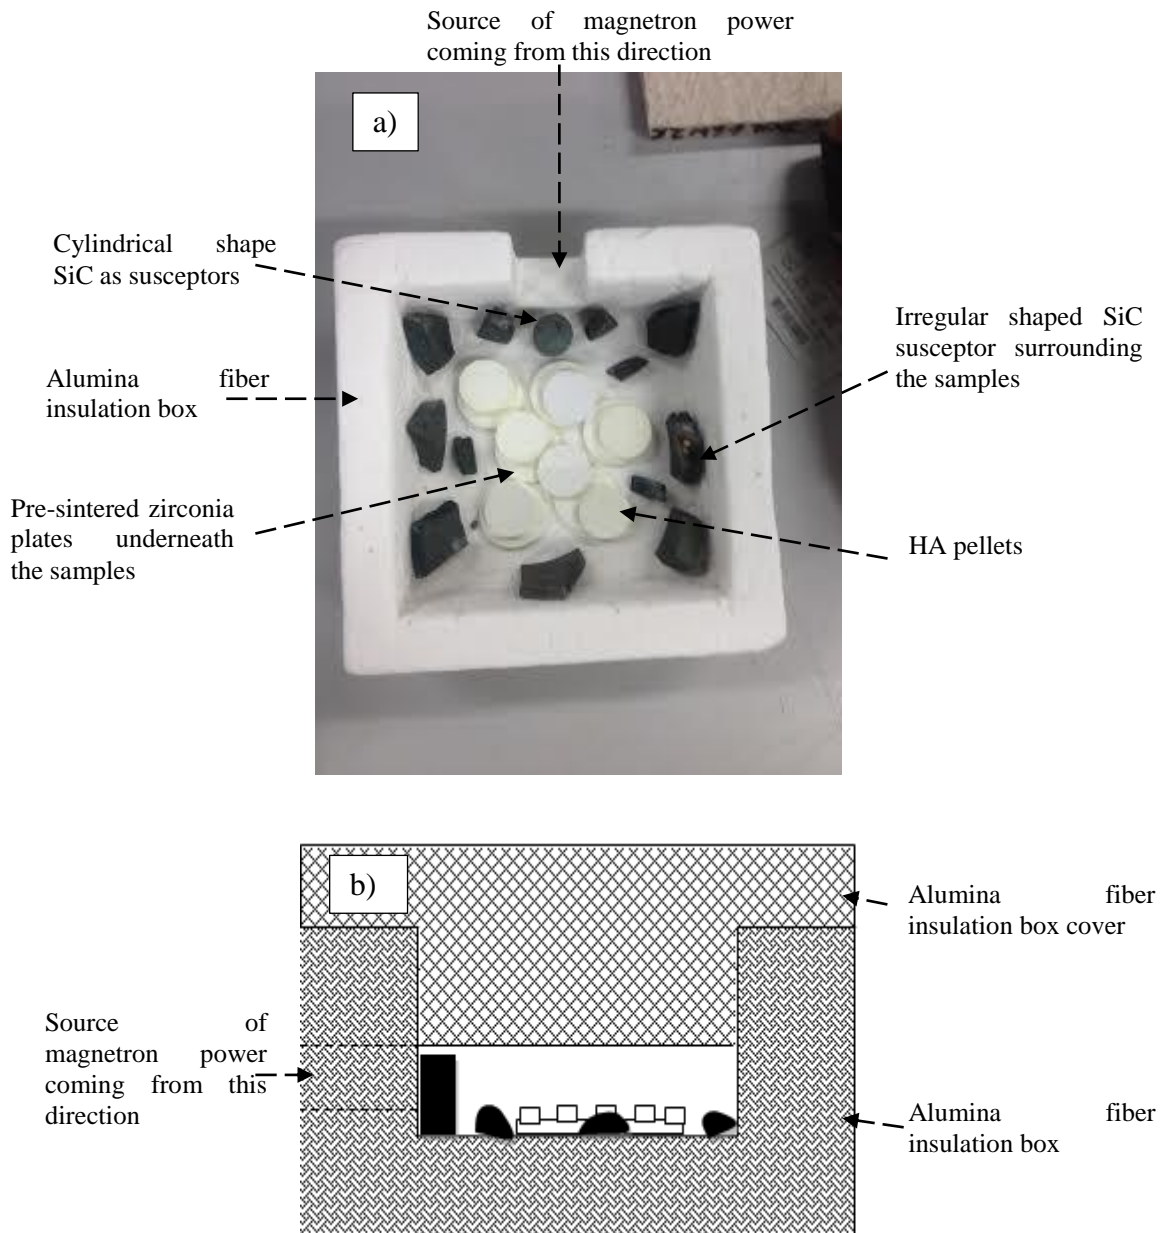 Source of magnetron power
coming from this direction
a)
Cylindrical shape
SiC as susceptors
Irregular shaped SiC
susceptor surrounding
the samples
Alumina fiber
insulation box
Pre-sintered zirconia
plates underneath
the samples
HA pellets
b)
Alumina fiber
insulation box cover
Source of
magnetron power
coming from this
direction
Alumina fiber
insulation box